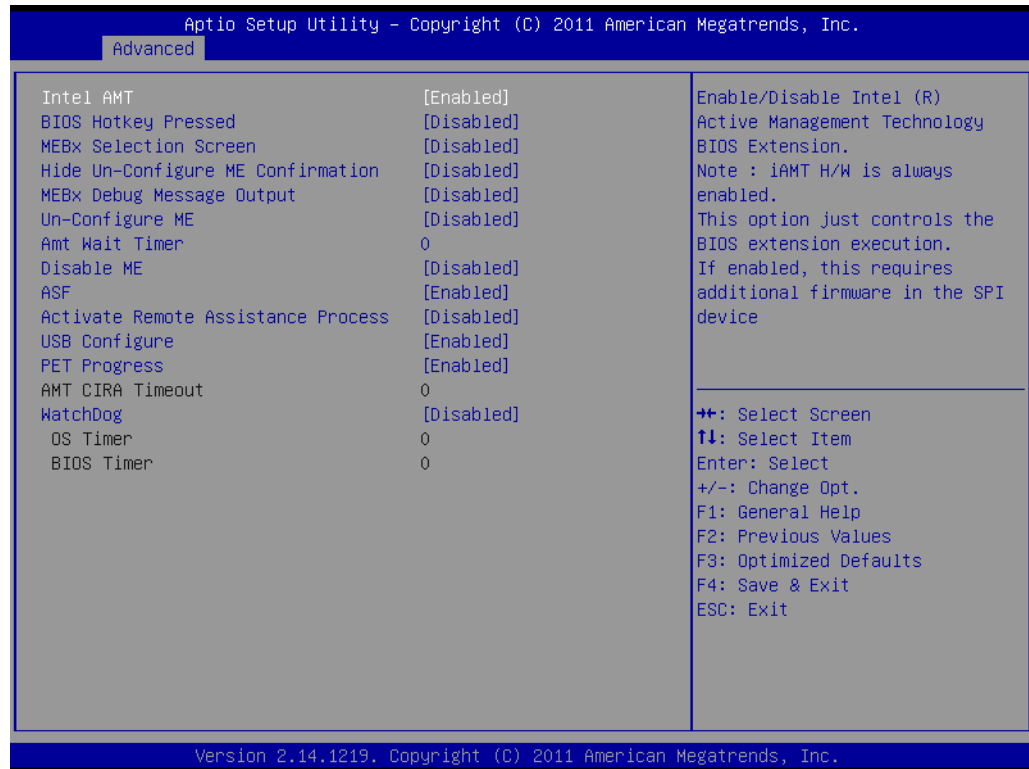 Aptio Setup Utility – Copyright (C) 2011 American Megatrends, Inc.
Advanced
Intel AMT [Enabled]
BIOS Hotkey Pressed [Disabled]
MEBx Selection Screen [Disabled]
Hide Un-Configure ME Confirmation [Disabled]
MEBx Debug Message Output [Disabled]
Un-Configure ME [Disabled]
Amt Wait Timer 0
Disable ME [Disabled]
ASF [Enabled]
Activate Remote Assistance Process [Disabled]
USB Configure [Enabled]
PET Progress [Enabled]
AMT CIRA Timeout 0
WatchDog [Disabled]
OS Timer 0
BIOS Timer 0
Enable/Disable Intel (R)
Active Management Technology
BIOS Extension.
Note : iAMT H/W is always
enabled.
This option just controls the
BIOS extension execution.
If enabled, this requires
additional firmware in the SPI
device
→←: Select Screen
↑↓: Select Item
Enter: Select
+/-: Change Opt.
F1: General Help
F2: Previous Values
F3: Optimized Defaults
F4: Save & Exit
ESC: Exit
Version 2.14.1219. Copyright (C) 2011 American Megatrends, Inc.